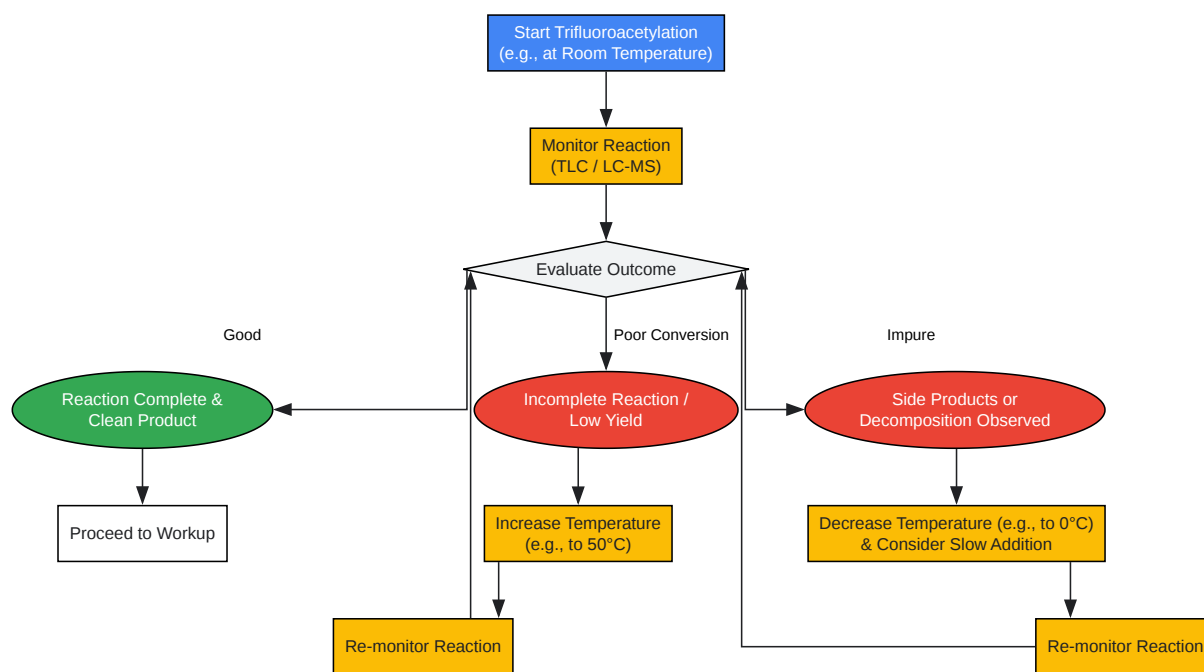 Start Trifluoroacetylation
(e.g., at Room Temperature)
Monitor Reaction
(TLC / LC-MS)
Evaluate Outcome
Good
Poor Conversion
Impure
Reaction Complete &
Clean Product
Incomplete Reaction /
Low Yield
Side Products or
Decomposition Observed
Proceed to Workup
Increase Temperature
(e.g., to 50°C)
Decrease Temperature (e.g., to 0°C)
& Consider Slow Addition
Re-monitor Reaction
Re-monitor Reaction